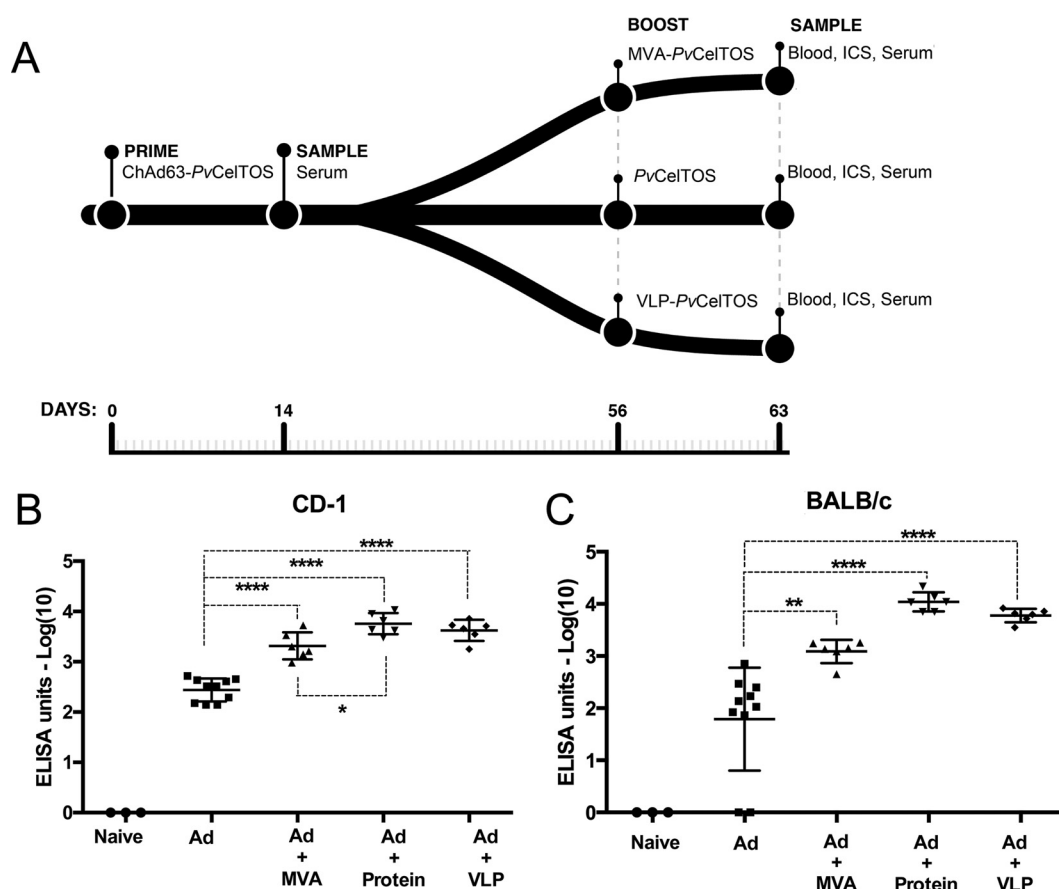 A
BOOST
MVA-PvCelTOS
SAMPLE
Blood, ICS, Serum
PRIME
ChAd63-PvCelTOS
SAMPLE
Serum
PvCelTOS
Blood, ICS, Serum
VLP-PvCelTOS
Blood, ICS, Serum
DAYS: 0 14 56 63
B
CD-1
ELISA units - Log(10)
5
4
3
2
1
0
****
****
****
*
Naive Ad Ad + MVA Ad + Protein Ad + VLP
C
BALB/c
ELISA units - Log(10)
5
4
3
2
1
0
****
****
**
Naive Ad Ad + MVA Ad + Protein Ad + VLP